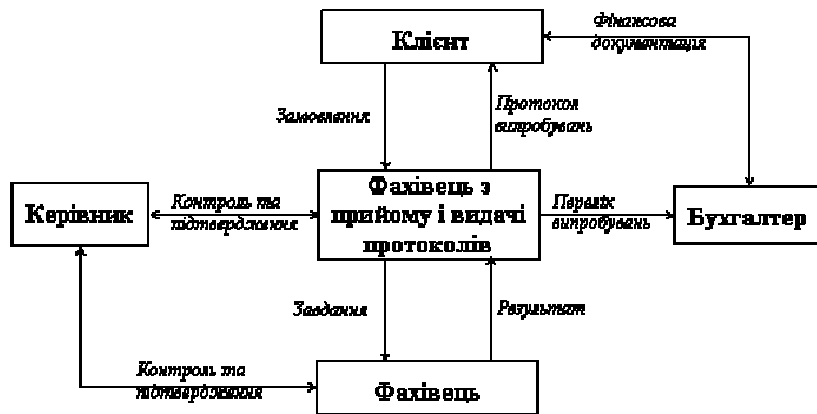 Клієнт
Фінансова
документація
Замовлення
Протокол
випробувань
Керівник
Контроль та
підтвердження
Фахівець з
прийому і видачі
протоколів
Перелік
випробувань
Бухгалтер
Завдання
Результат
Контроль та
підтвердження
Фахівець